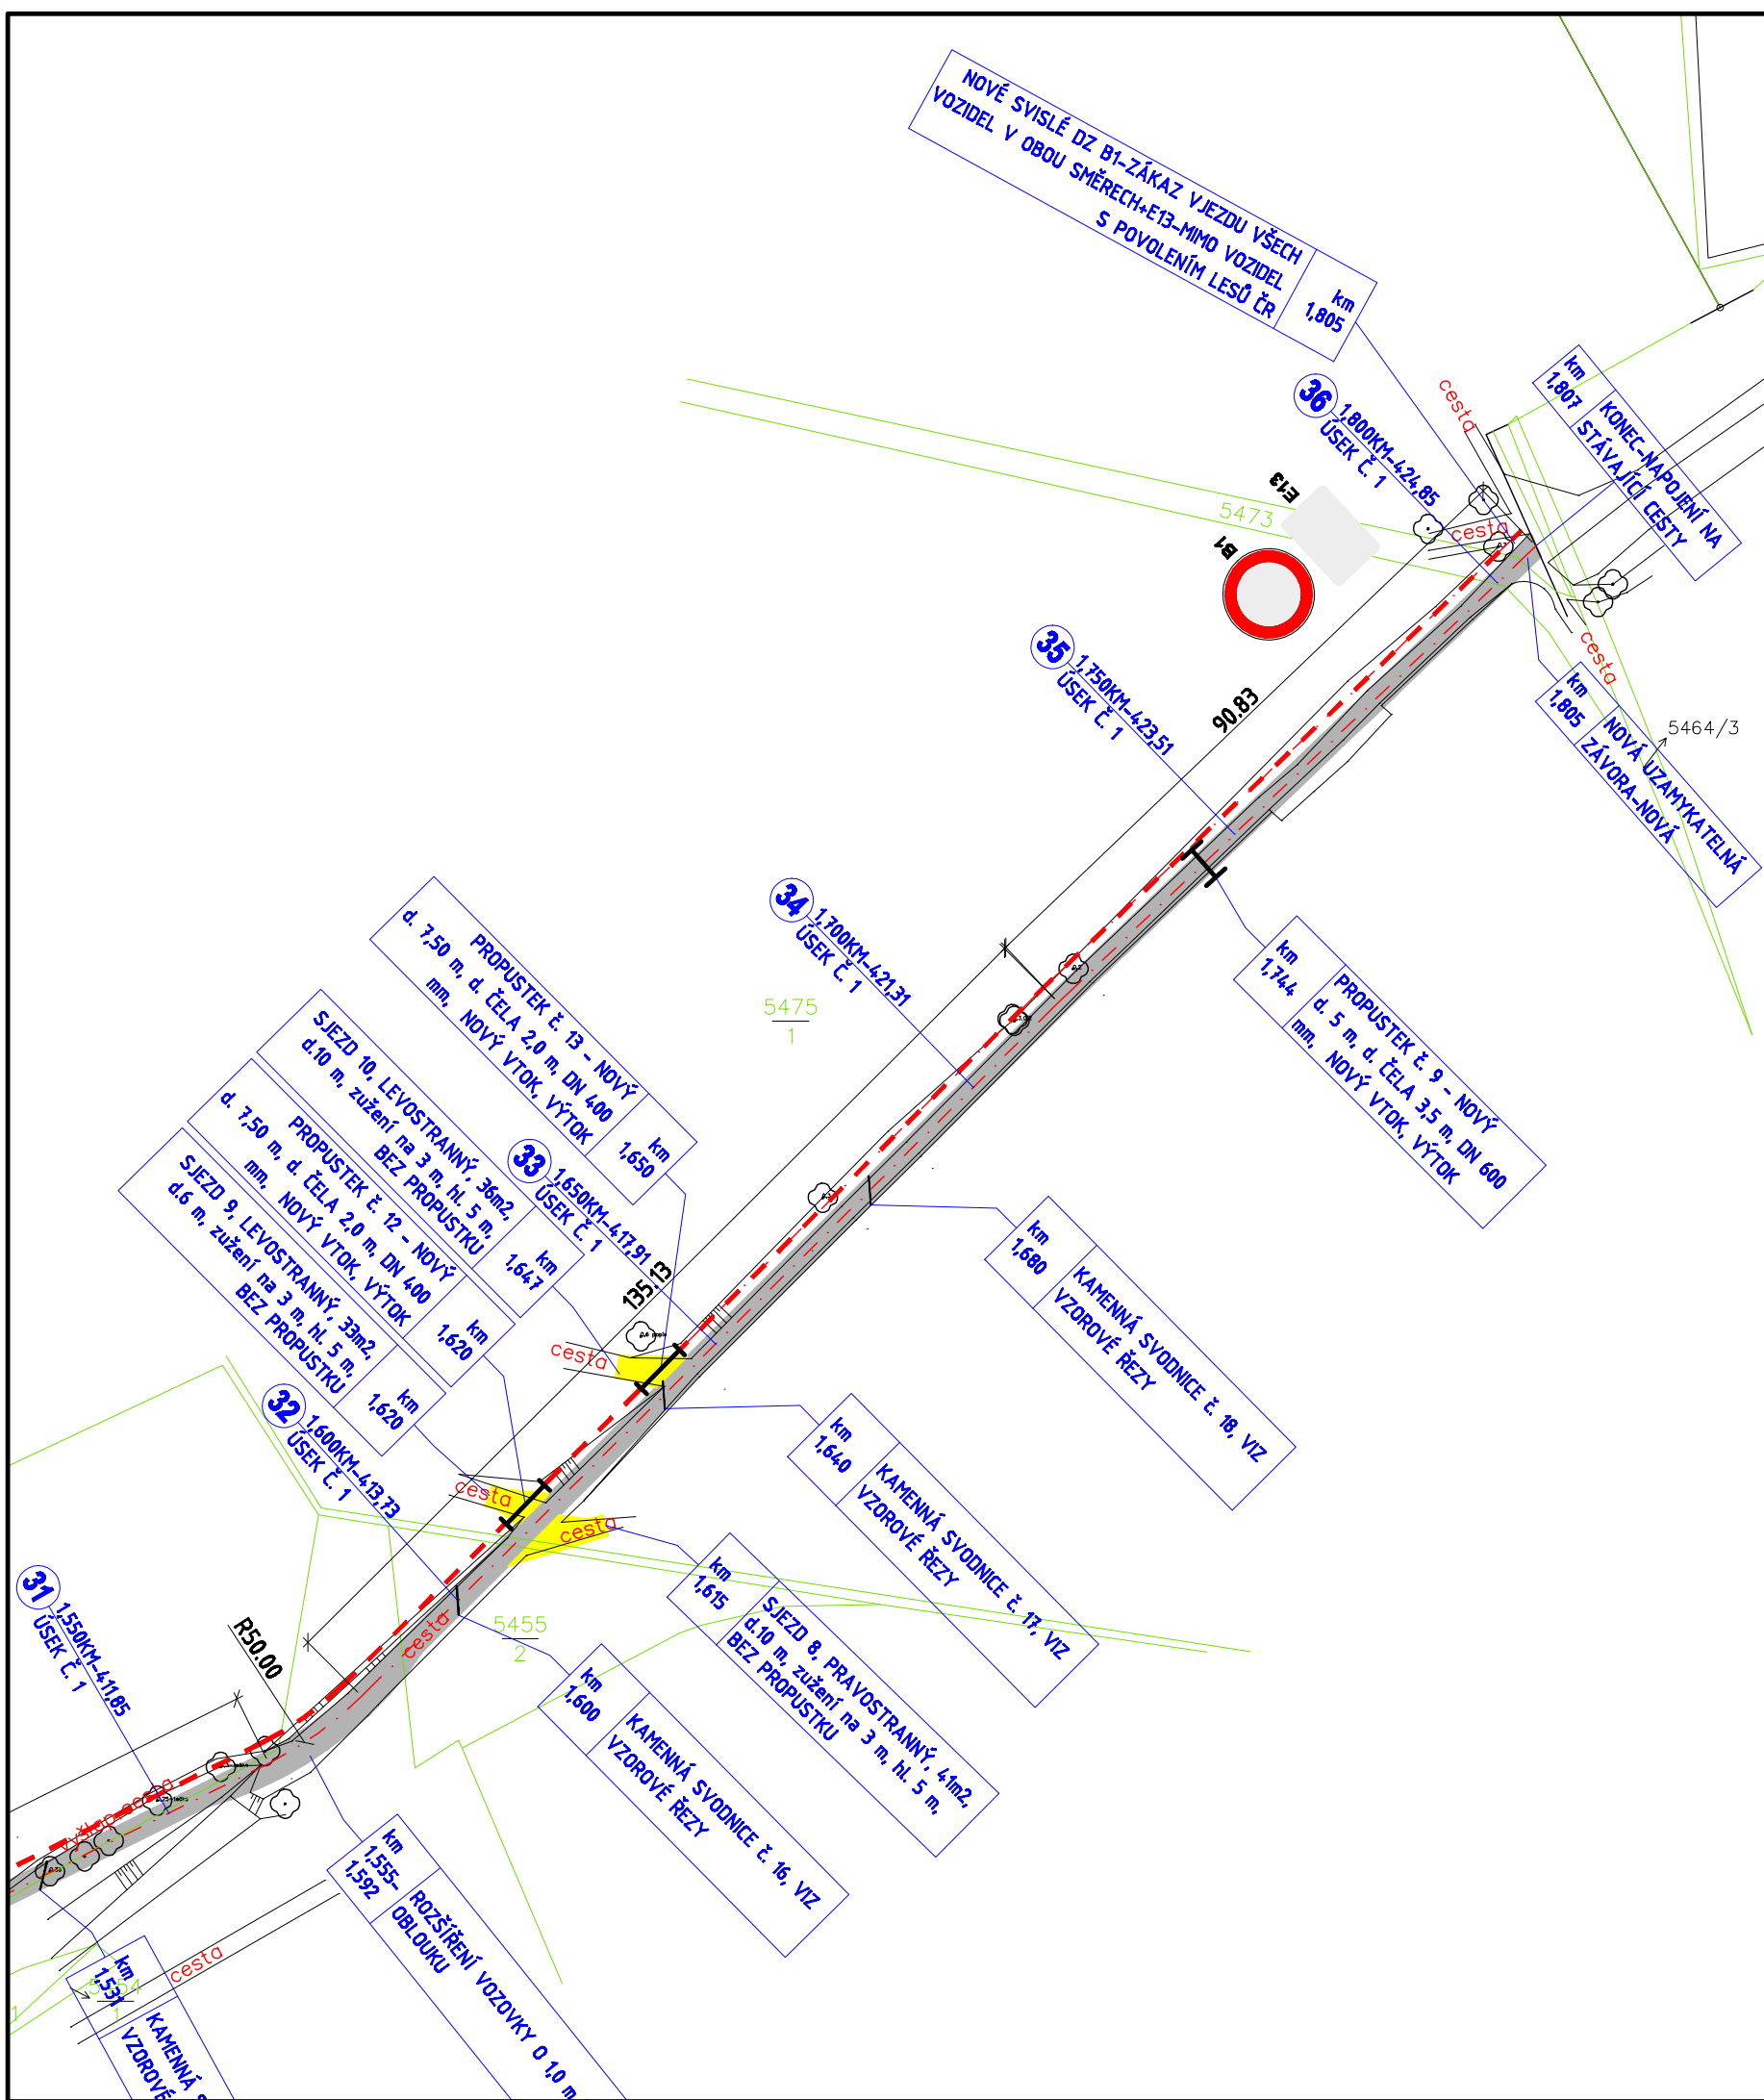 NOVÉ SVISLÉ DZ B1-ZÁKAZ VJEZDU VŠECH
VOZIDEL V OBOU SMĚRECH+E13-MIMO VOZIDEL
S POVOLENÍM LESŮ ČR
km
1,805
36
1,800KM-424,85
ÚSEK Č. 1
km
1,807
KONEC-NAPOJENÍ NA
STÁVAJÍCÍ CESTY
cesta
cesta
cesta
E13
B1
5473
km
1,805
NOVÁ UZAMYKATELNÁ
ZÁVORA-NOVÁ
5464/3
35
1,750KM-423,51
ÚSEK Č. 1
90.83
34
1,700KM-421,31
ÚSEK Č. 1
5475
1
km
1,744
PROPUSTEK č. 9 - NOVÝ
d. 5 m, d. ČELA 3,5 m, DN 600
mm, NOVÝ VTOK, VÝTOK
PROPUSTEK č. 13 - NOVÝ
d. 7,50 m, d. ČELA 2,0 m, DN 400
mm, NOVÝ VTOK, VÝTOK
km
1,650
SJEZD 10, LEVOSTRANNÝ, 36m2,
d.10 m, zužení na 3 m, hl. 5 m,
BEZ PROPUSTKU
km
1,647
PROPUSTEK č. 12 - NOVÝ
d. 7,50 m, d. ČELA 2,0 m, DN 400
mm, NOVÝ VTOK, VÝTOK
km
1,620
SJEZD 9, LEVOSTRANNÝ, 33m2,
d.6 m, zužení na 3 m, hl. 5 m,
BEZ PROPUSTKU
km
1,620
33
1,650KM-417,91
ÚSEK Č. 1
135.13
km
1,680
KAMENNÁ SVODNICE č. 18, VIZ
VZOROVÉ ŘEZY
cesta
32
1,600KM-413,73
ÚSEK Č. 1
km
1,640
KAMENNÁ SVODNICE č. 17, VIZ
VZOROVÉ ŘEZY
cesta
cesta
km
1,615
SJEZD 8, PRAVOSTRANNÝ, 41m2,
d.10 m, zužení na 3 m, hl. 5 m,
BEZ PROPUSTKU
31
1,550KM-411,85
ÚSEK Č. 1
R50.00
cesta
5455
2
km
1,600
KAMENNÁ SVODNICE č. 16, VIZ
VZOROVÉ ŘEZY
km
1,555-
1,592
ROZŠÍŘENÍ VOZOVKY O 1,0 m
OBLOUKU
cesta
km
1,531
KAMENNÁ
VZOROVÉ
1
1